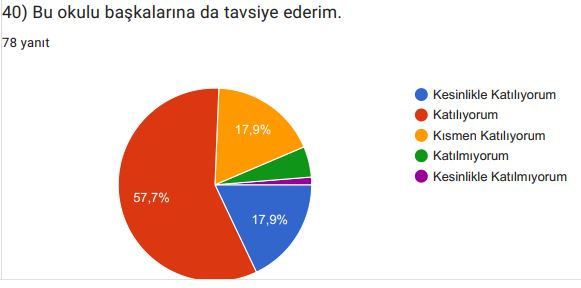 40) Bu okulu başkalarına da tavsiye ederim.
78 yanıt
Kesinlikle Katılıyorum
Katılıyorum
Kısmen Katılıyorum
Katılmıyorum
Kesinlikle Katılmıyorum
17,9%
57,7%
17,9%